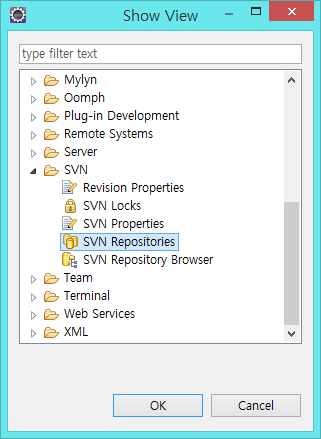 Show View
type filter text
Mylyn
Oomph
Plug-in Development
Remote Systems
Server
SVN
Revision Properties
SVN Locks
SVN Properties
SVN Repositories
SVN Repository Browser
Team
Terminal
Web Services
XML
OK
Cancel